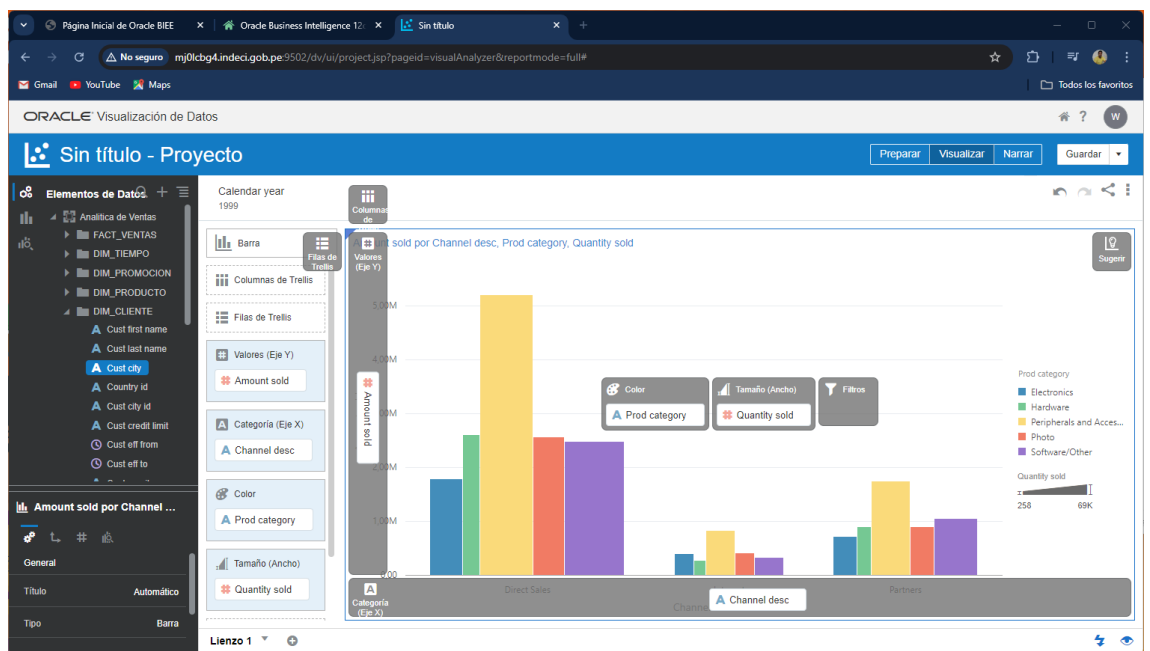 Página Inicial de Oracle BIEE
Oracle Business Intelligence 12c
Sin título
No seguro
mj0lcbg4.indeci.gob.pe:9502/dv/ui/project.jsp?pageid=visualAnalyzer&reportmode=full#
Gmail
YouTube
Maps
Todos los favoritos
ORACLE Visualización de Datos
W
Sin título - Proyecto
Preparar
Visualizar
Narrar
Guardar
Elementos de Datos
Analitica de Ventas
FACT_VENTAS
DIM_TIEMPO
DIM_PROMOCION
DIM_PRODUCTO
DIM_CLIENTE
Cust first name
Cust last name
Cust city
Country id
Cust city id
Cust credit limit
Cust eff from
Cust eff to
Amount sold por Channel ...
General
Título
Automático
Tipo
Barra
Calendar year
1999
Barra
Columnas de Trellis
Filas de Trellis
Valores (Eje Y)
Amount sold
Categoría (Eje X)
Channel desc
Color
Prod category
Tamaño (Ancho)
Quantity sold
Columnas
de
Filas de
Trellis
Valores
(Eje Y)
sold por Channel desc, Prod category, Quantity sold
Sugerir
5,00M
4,00M
00M
2,00M
1,00M
0,00
Amount sold
Color
Prod category
Tamaño (Ancho)
Quantity sold
Filtros
Prod category
Electronics
Hardware
Peripherals and Acces...
Photo
Software/Other
Quantity sold
258
69K
Direct Sales
Partners
Categoría
(Eje X)
Channel
Channel desc
Lienzo 1